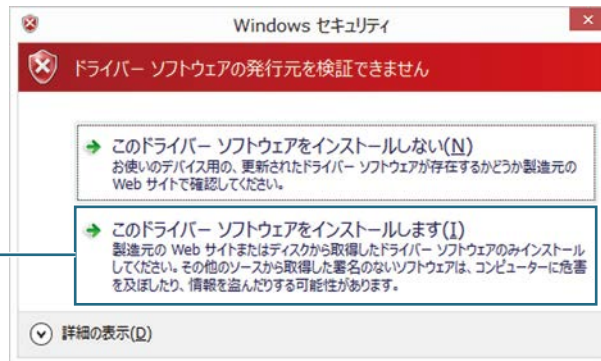 Windows セキュリティ
ドライバー ソフトウェアの発行元を検証できません
このドライバー ソフトウェアをインストールしない(N)
お使いのデバイス用の、更新されたドライバー ソフトウェアが存在するかどうか製造元の
Web サイトで確認してください。
このドライバー ソフトウェアをインストールします(I)
製造元の Web サイトまたはディスクから取得したドライバー ソフトウェアのみインストール
してください。その他のソースから取得した署名のないソフトウェアは、コンピューターに危害
を及ぼしたり、情報を盗んだりする可能性があります。
詳細の表示(D)